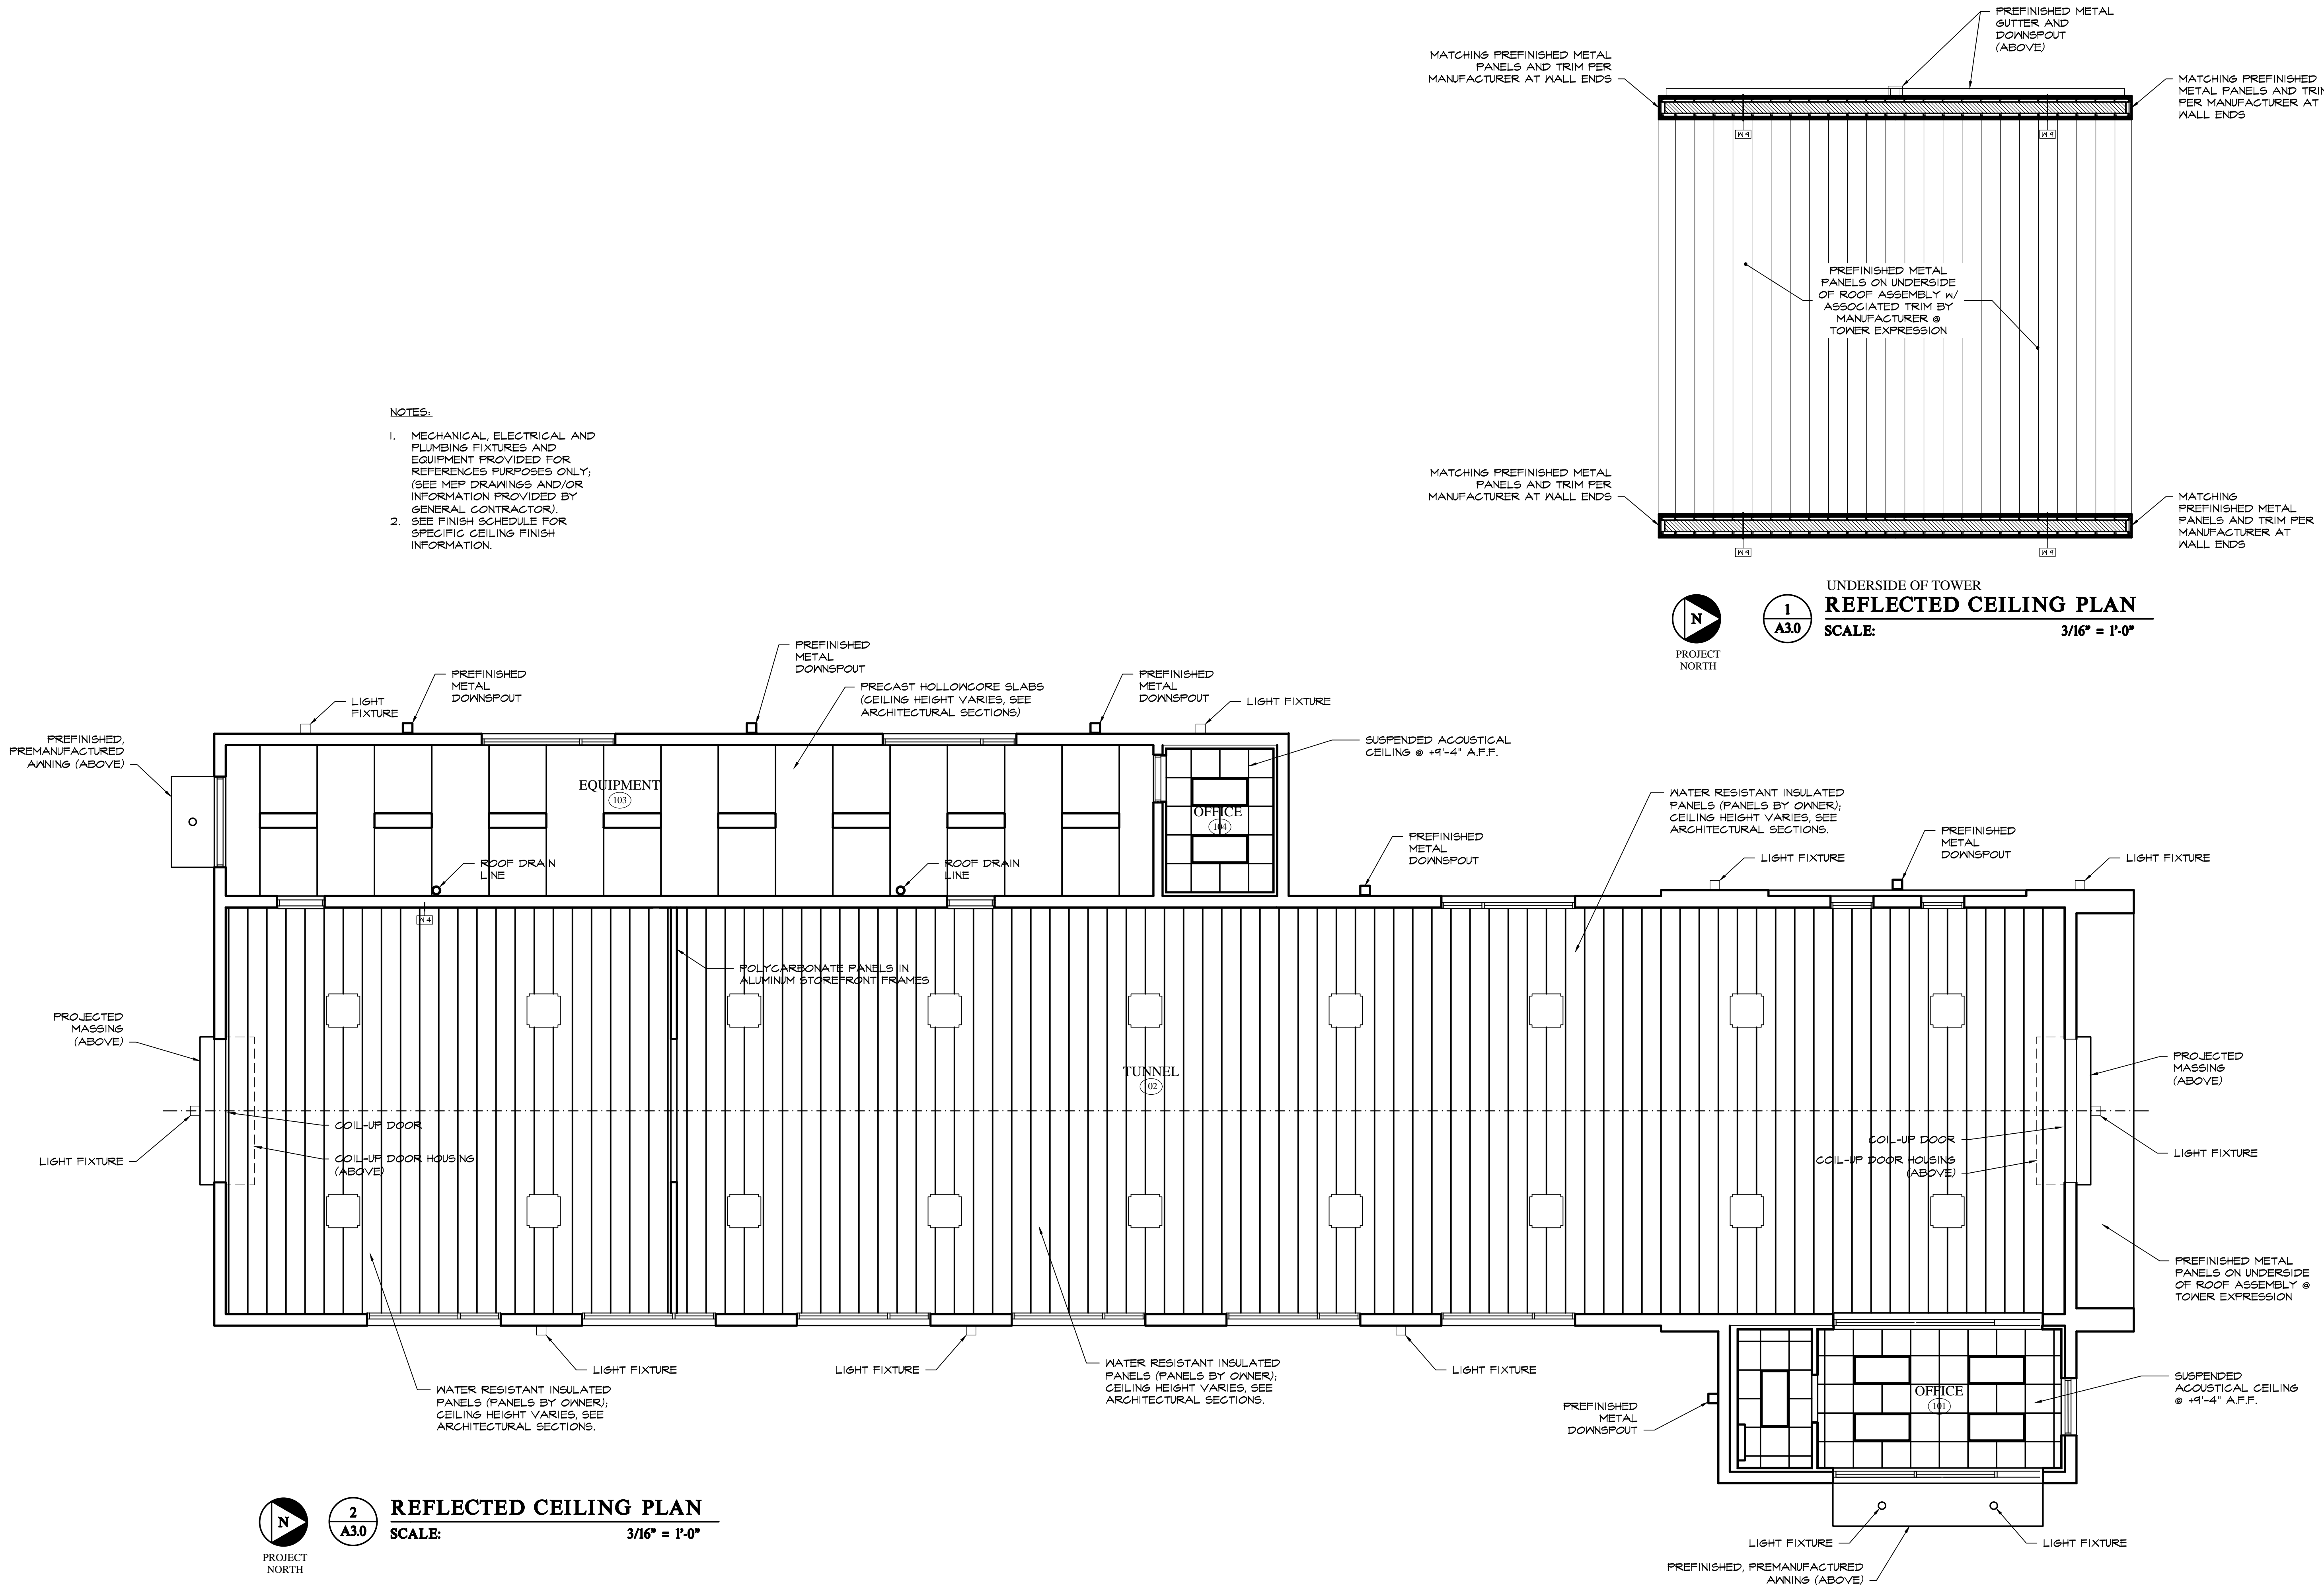 PREFINISHED METAL
GUTTER AND
DOWNSPOUT
(ABOVE)
MATCHING PREFINISHED METAL
PANELS AND TRIM PER
MANUFACTURER AT WALL ENDS
MATCHING PREFINISHED
METAL PANELS AND TRIM
PER MANUFACTURER AT
WALL ENDS
PREFINISHED METAL
PANELS ON UNDERSIDE
OF ROOF ASSEMBLY W/
ASSOCIATED TRIM BY
MANUFACTURER @
TOWER EXPRESSION
MATCHING PREFINISHED METAL
PANELS AND TRIM PER
MANUFACTURER AT WALL ENDS
MATCHING
PREFINISHED METAL
PANELS AND TRIM PER
MANUFACTURER AT
WALL ENDS
NOTES:
1. MECHANICAL, ELECTRICAL AND
PLUMBING FIXTURES AND
EQUIPMENT PROVIDED FOR
REFERENCES PURPOSES ONLY;
(SEE MEP DRAWINGS AND/OR
INFORMATION PROVIDED BY
GENERAL CONTRACTOR).
2. SEE FINISH SCHEDULE FOR
SPECIFIC CEILING FINISH
INFORMATION.
N
PROJECT
NORTH
1
A3.0
UNDERSIDE OF TOWER
REFLECTED CEILING PLAN
SCALE: 3/16" = 1'-0"
PREFINISHED,
PREMANUFACTURED
AWNING (ABOVE)
LIGHT
FIXTURE
PREFINISHED
METAL
DOWNSPOUT
PREFINISHED
METAL
DOWNSPOUT
PRECAST HOLLOWCORE SLABS
(CEILING HEIGHT VARIES, SEE
ARCHITECTURAL SECTIONS)
PREFINISHED
METAL
DOWNSPOUT
LIGHT FIXTURE
SUSPENDED ACOUSTICAL
CEILING @ +9'-4" A.F.F.
EQUIPMENT
103
OFFICE
104
ROOF DRAIN
LINE
ROOF DRAIN
LINE
PREFINISHED
METAL
DOWNSPOUT
WATER RESISTANT INSULATED
PANELS (PANELS BY OWNER);
CEILING HEIGHT VARIES, SEE
ARCHITECTURAL SECTIONS.
LIGHT FIXTURE
PREFINISHED
METAL
DOWNSPOUT
LIGHT FIXTURE
POLYCARBONATE PANELS IN
ALUMINUM STOREFRONT FRAMES
PROJECTED
MASSING
(ABOVE)
TUNNEL
02
PROJECTED
MASSING
(ABOVE)
COIL-UP DOOR
COIL-UP DOOR HOUSING
(ABOVE)
LIGHT FIXTURE
COIL-UP DOOR
COIL-UP DOOR HOUSING
(ABOVE)
LIGHT FIXTURE
PREFINISHED METAL
PANELS ON UNDERSIDE
OF ROOF ASSEMBLY @
TOWER EXPRESSION
LIGHT FIXTURE
LIGHT FIXTURE
LIGHT FIXTURE
WATER RESISTANT INSULATED
PANELS (PANELS BY OWNER);
CEILING HEIGHT VARIES, SEE
ARCHITECTURAL SECTIONS.
WATER RESISTANT INSULATED
PANELS (PANELS BY OWNER);
CEILING HEIGHT VARIES, SEE
ARCHITECTURAL SECTIONS.
PREFINISHED
METAL
DOWNSPOUT
OFFICE
101
SUSPENDED
ACOUSTICAL CEILING
@ +9'-4" A.F.F.
LIGHT FIXTURE
LIGHT FIXTURE
PREFINISHED, PREMANUFACTURED
AWNING (ABOVE)
N
PROJECT
NORTH
2
A3.0
REFLECTED CEILING PLAN
SCALE: 3/16" = 1'-0"